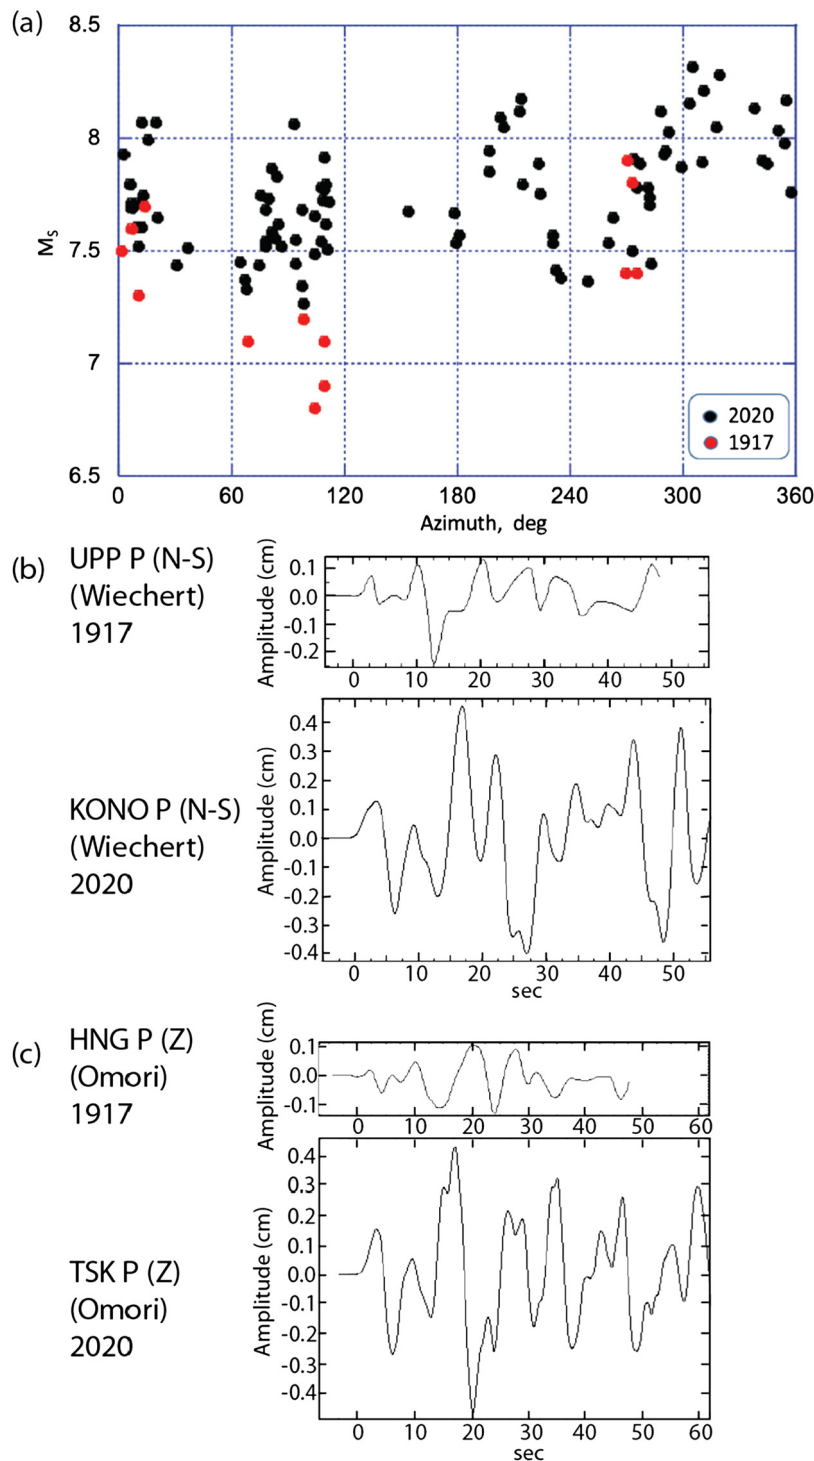 (a)
8.5
8
7.5
7
6.5
Ms
0 60 120 180 240 300 360
Azimuth, deg
2020
1917
(b)
UPP P (N-S)
(Wiechert)
1917
Amplitude (cm)
0.1
0.0
-0.1
-0.2
0 10 20 30 40 50
KONO P (N-S)
(Wiechert)
2020
Amplitude (cm)
0.4
0.3
0.2
0.1
0.0
-0.1
-0.2
-0.3
-0.4
0 10 20 30 40 50
sec
(c)
HNG P (Z)
(Omori)
1917
Amplitude (cm)
0.1
0.0
-0.1
0 10 20 30 40 50 60
TSK P (Z)
(Omori)
2020
Amplitude (cm)
0.4
0.3
0.2
0.1
0.0
-0.1
-0.2
-0.3
-0.4
0 10 20 30 40 50 60
sec